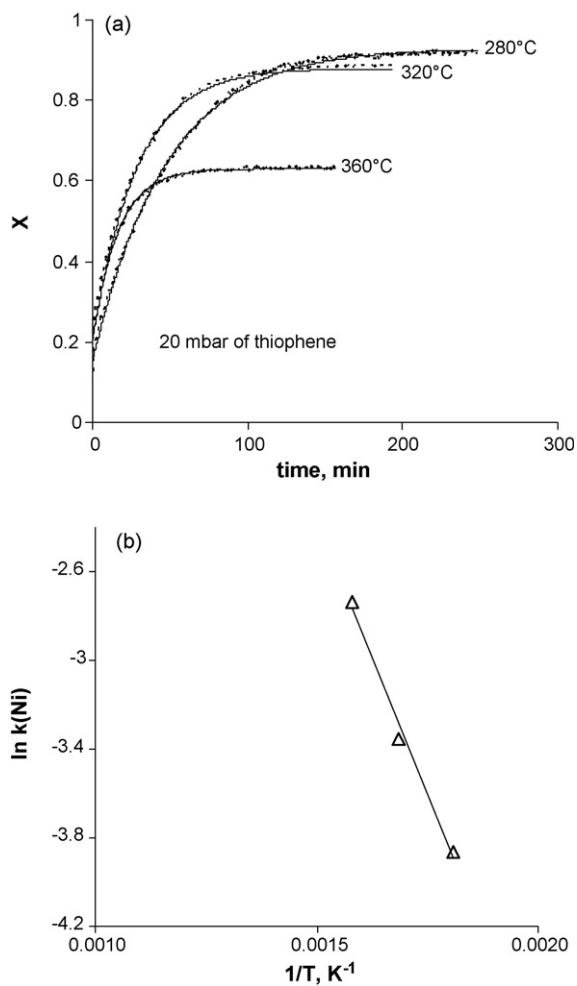 (a)
1
280°C
320°C
0.8
360°C
0.6
X
0.4
20 mbar of thiophene
0.2
0
0 100 200 300
time, min
(b)
-2.6
-3
ln k(Ni)
-3.4
-3.8
-4.2
0.0010 0.0015 0.0020
1/T, K⁻¹